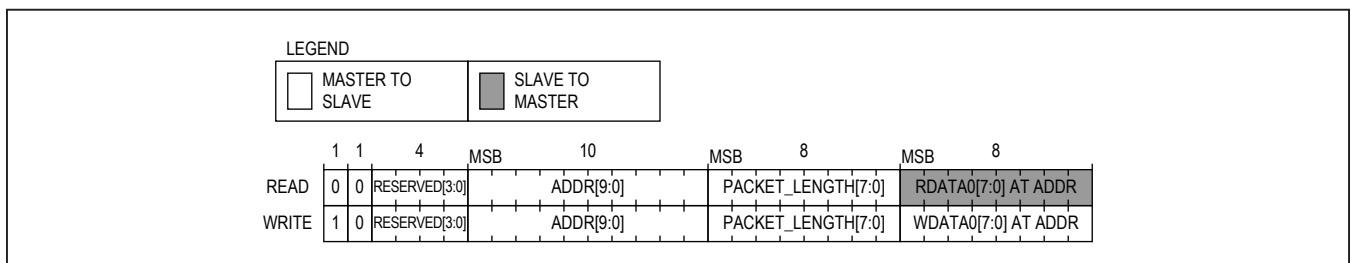 LEGEND
MASTER TO SLAVE SLAVE TO MASTER
1 1 4 MSB 10 MSB 8 MSB 8
READ 0 0 RESERVED[3:0] ADDR[9:0] PACKET_LENGTH[7:0] RDATA0[7:0] AT ADDR
WRITE 1 0 RESERVED[3:0] ADDR[9:0] PACKET_LENGTH[7:0] WDATA0[7:0] AT ADDR